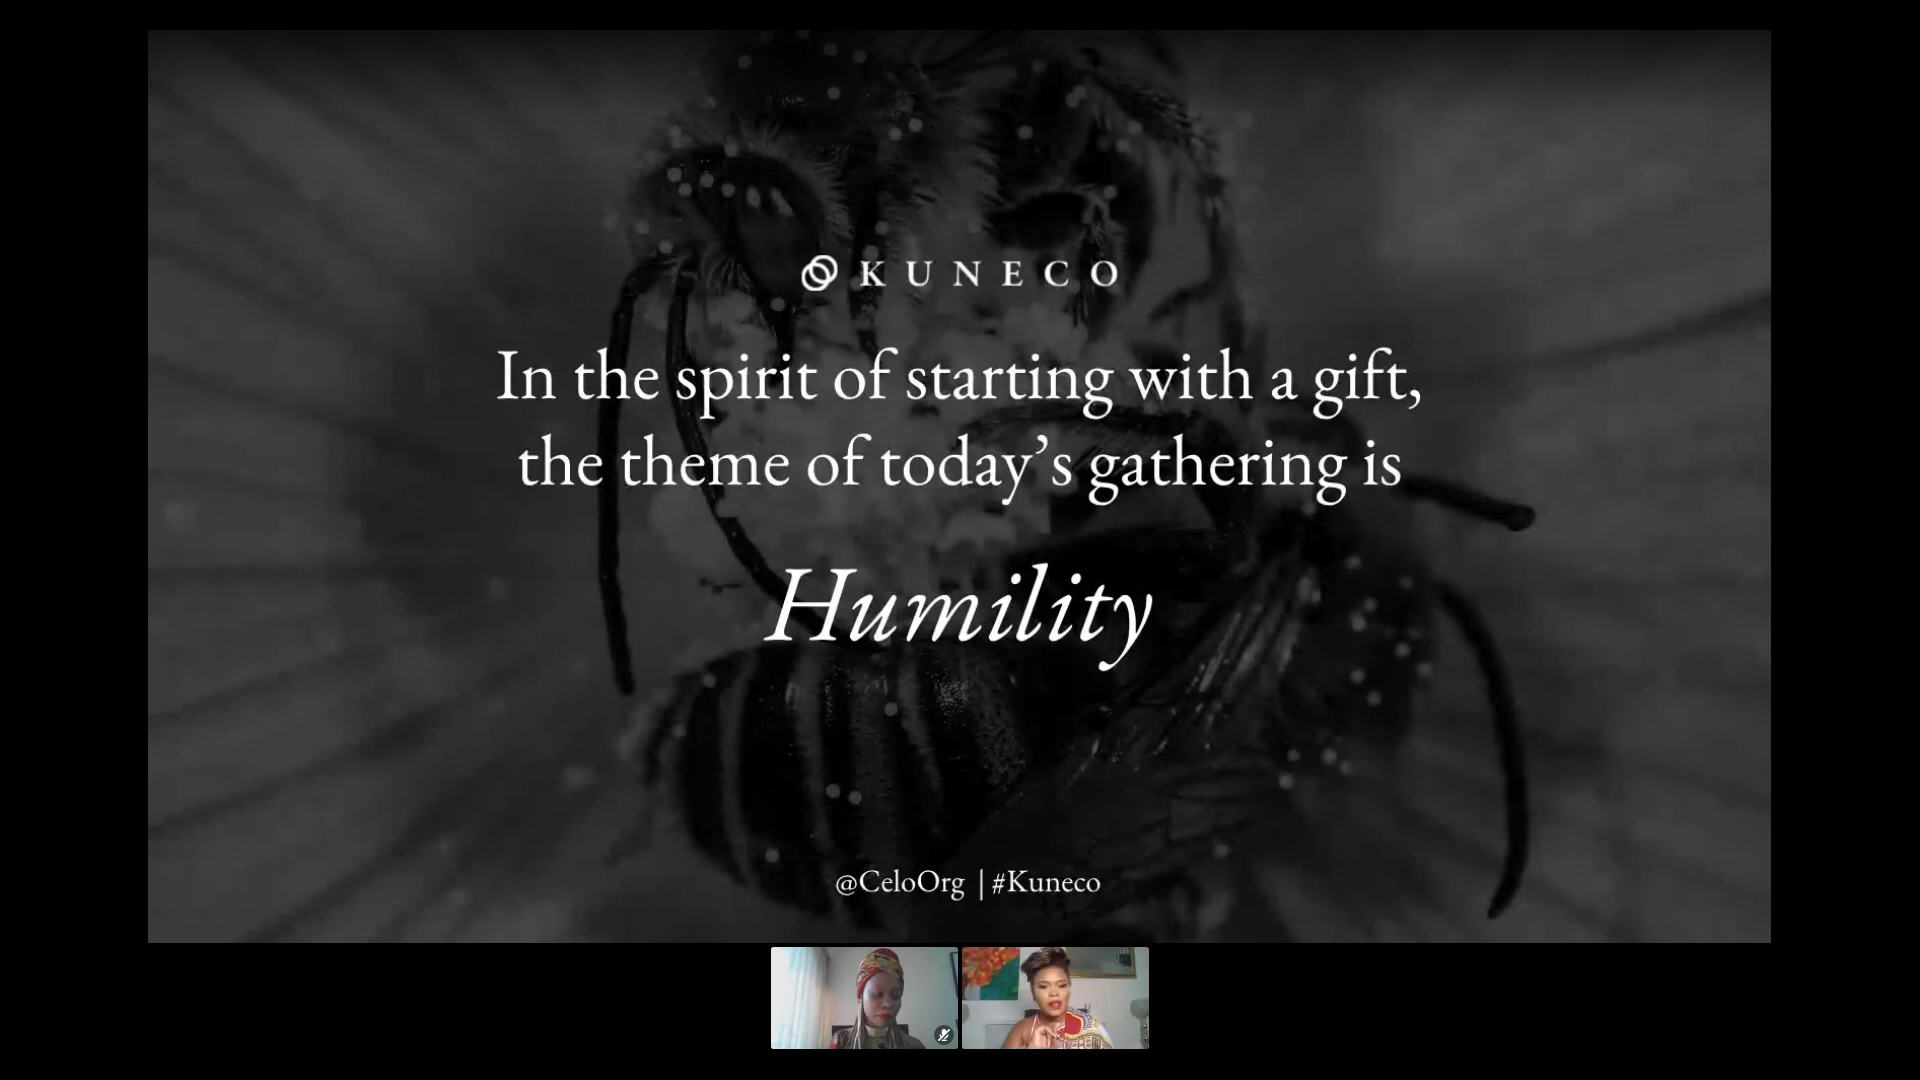 KUNECO
In the spirit of starting with a gift,
the theme of today’s gathering is
Humility
@CeloOrg | #Kuneco